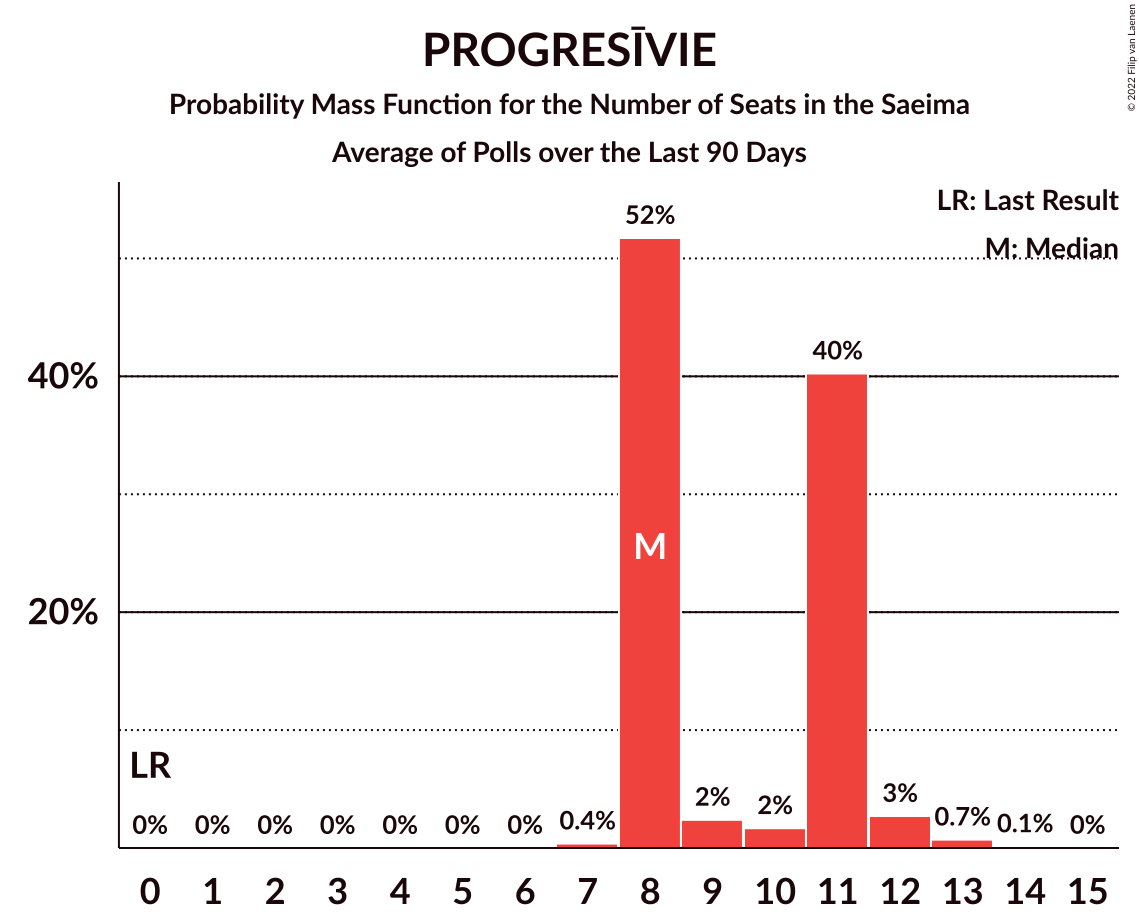 PROGRESĪVIE
Probability Mass Function for the Number of Seats in the Saeima
Average of Polls over the Last 90 Days
© 2022 Filip van Laenen
LR: Last Result
M: Median
52%
40%
40%
M
20%
LR
0% 0% 0% 0% 0% 0% 0% 0.4% 2% 2% 3% 0.7% 0.1% 0%
0 1 2 3 4 5 6 7 8 9 10 11 12 13 14 15